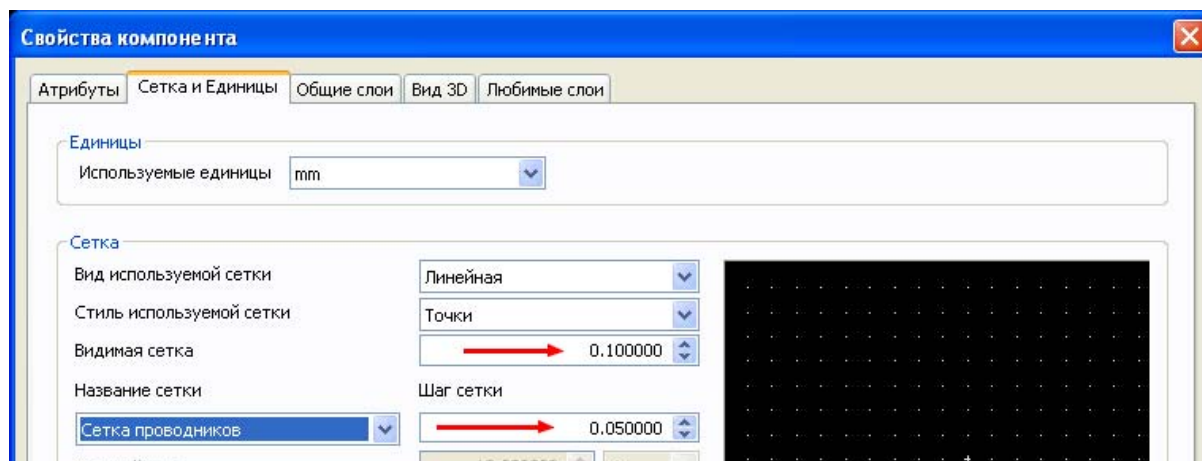 Свойства компонента
Атрибуты Сетка и Единицы Общие слои Вид 3D Любимые слои
Единицы
Используемые единицы mm
Сетка
Вид используемой сетки Линейная
Стиль используемой сетки Точки
Видимая сетка 0.100000
Название сетки Шаг сетки
Сетка проводников 0.050000